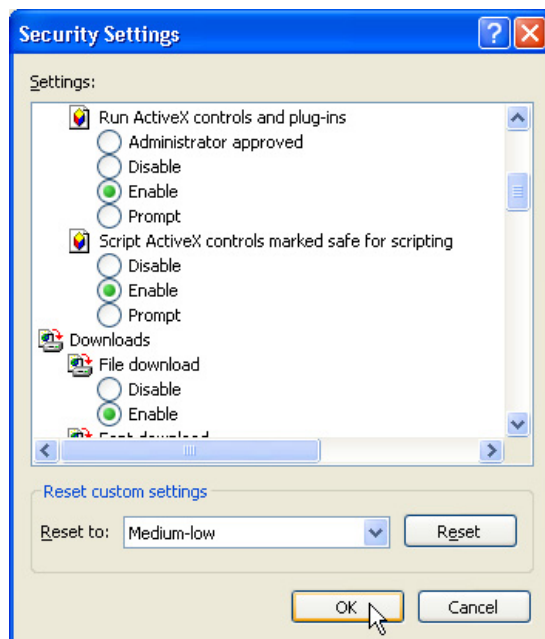 Security Settings
Settings:
Run ActiveX controls and plug-ins
Administrator approved
Disable
Enable
Prompt
Script ActiveX controls marked safe for scripting
Disable
Enable
Prompt
Downloads
File download
Disable
Enable
Font download
Reset custom settings
Reset to: Medium-low Reset
OK Cancel